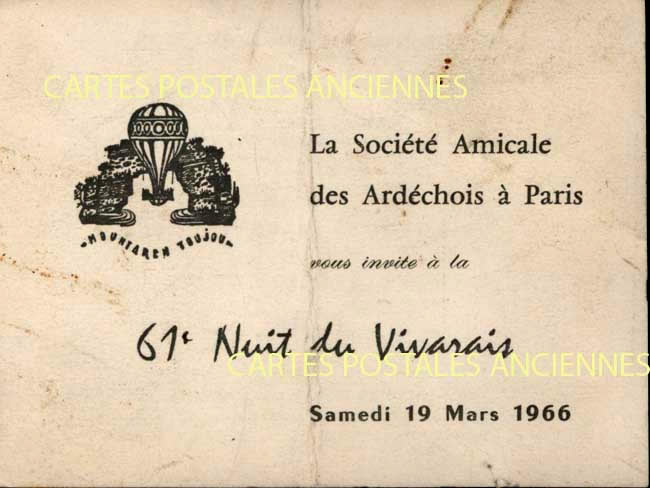 CARTES POSTALES ANCIENNES
La Société Amicale
des Ardéchois à Paris
MOUNTAREN TOUJOU
vous invite à la
61e Nuit du Vivarais
CARTES POSTALES ANCIENNES
Samedi 19 Mars 1966